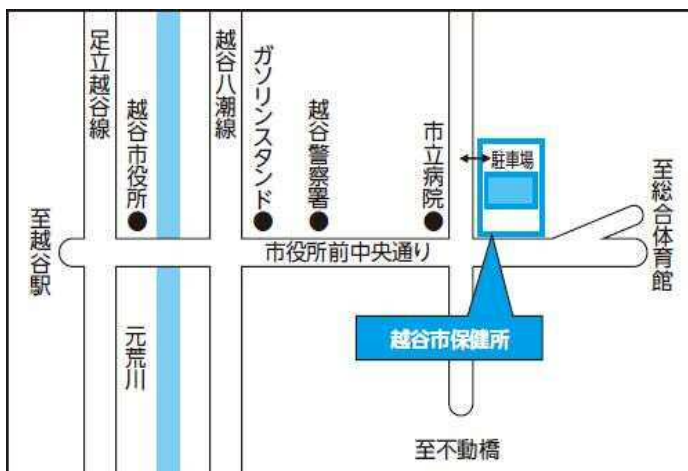 足立越谷線
越谷市役所
越谷八潮線
ガソリンスタンド
越谷警察署
市立病院
駐車場
至総合体育館
至越谷駅
市役所前中央通り
越谷市保健所
元荒川
至不動橋